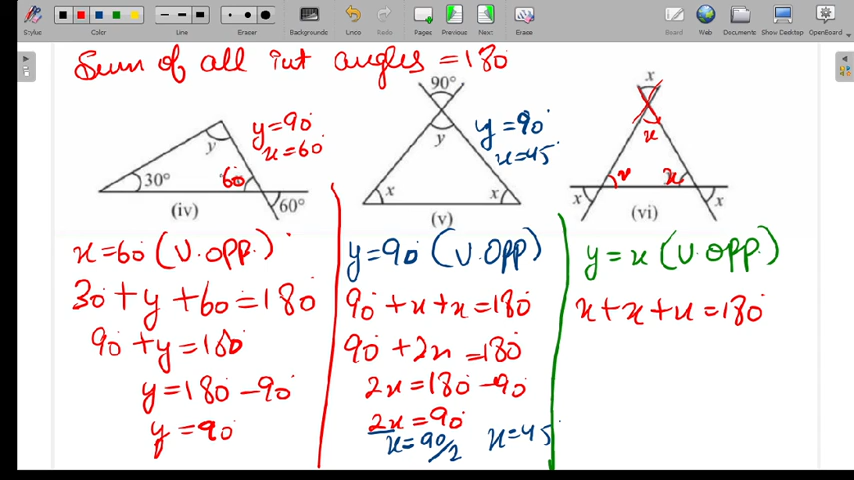 Stylus
Color
Lines
Eraser
Backgrounds
Undo
Redo
Pages
Previous
Next
Erase
Board
Web
Documents
Show Desktop
OpenBoard
Sum of all int angles = 180°
y = 90°
x = 60°
y
30°
60°
60°
(iv)
90°
y
y = 90°
x = 45°
x
x
(v)
x
x
x
x
x
x
(vi)
x = 60° (V. OPP.)
30° + y + 60° = 180°
90° + y = 180°
y = 180° - 90°
y = 90°
y = 90° (V. OPP)
90° + x + x = 180°
90° + 2x = 180°
2x = 180° - 90°
2x = 90°
x = 90/2 x = 45°
y = x (V. OPP)
x + x + x = 180°